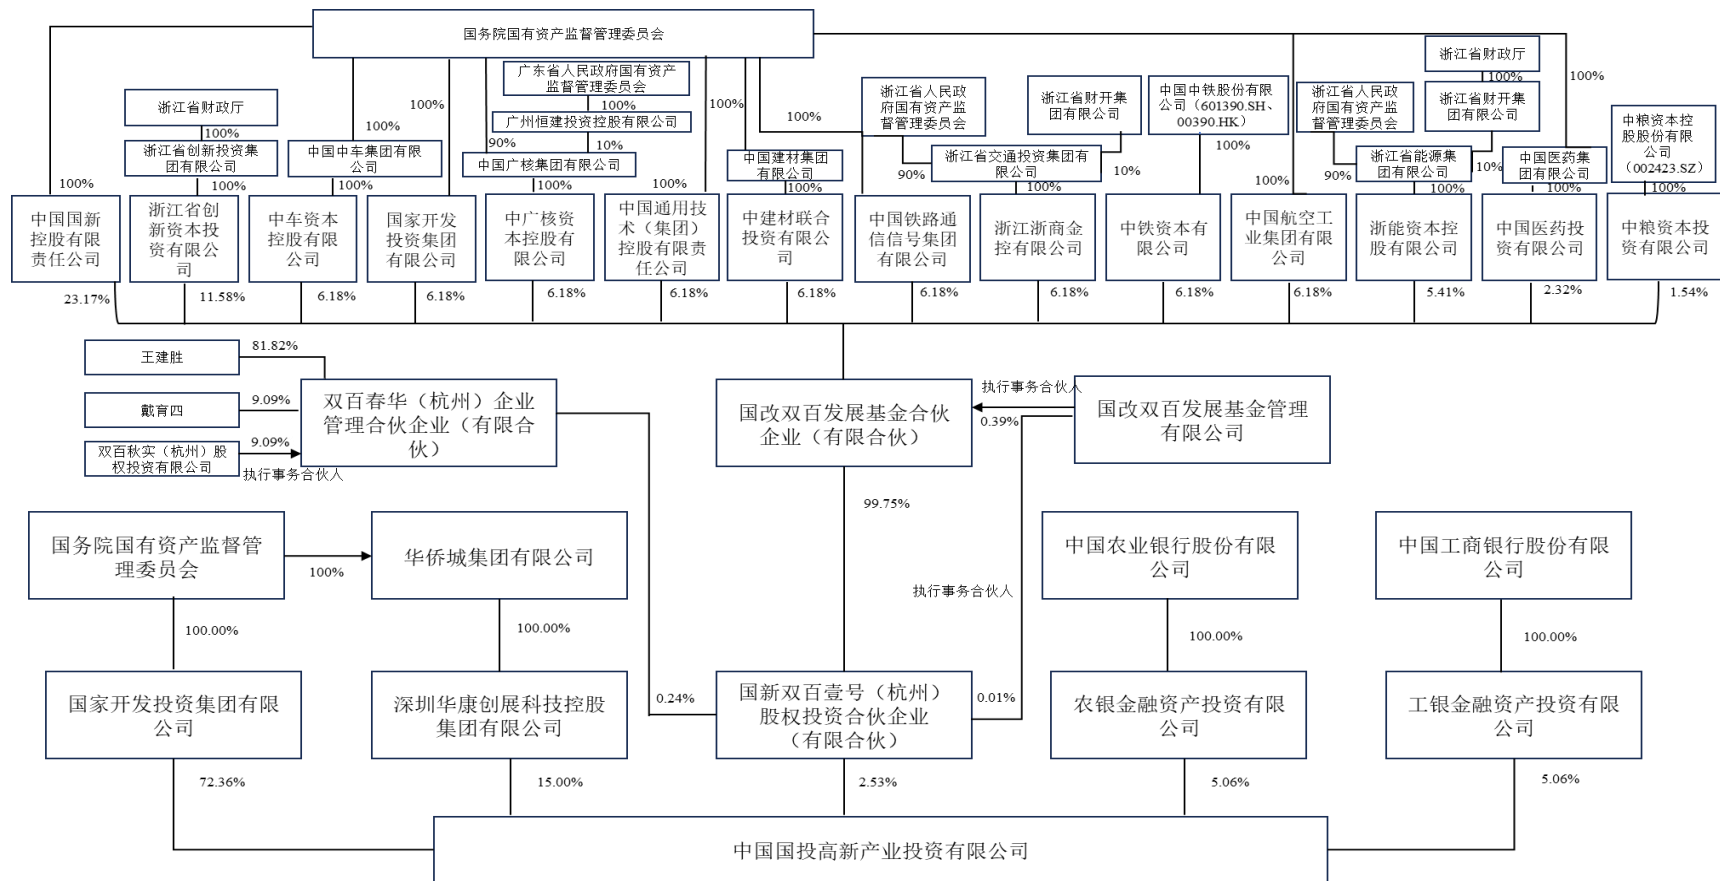 国务院国有资产监督管理委员会
浙江省财政厅
100%
浙江省创新投资集
团有限公司
100%
100%
100%
中国中车集团有限公
司
100%
100%
广东省人民政府国有资产
监督管理委员会
100%
广州恒建投资控股有限公司
90%
10%
中国广核集团有限公司
100%
100%
中国建材集团
有限公司
100%
100%
浙江省人民政
府国有资产监
督管理委员会
浙江省财开集
团有限公司
浙江省交通投资集团有
限公司
90%
10%
100%
中国中铁股份有限
公司（601390.SH、
00390.HK）
100%
100%
浙江省人民政
府国有资产监
督管理委员会
浙江省财政厅
100%
浙江省财开集
团有限公司
浙江省能源集
团有限公司
90%
10%
100%
100%
中国医药集
团有限公司
100%
中粮资本控
股股份有限
公司
（002423.SZ）
100%
中国国新
控股有限
责任公司
浙江省创
新资本投
资有限公
司
中车资本
控股有限
公司
国家开发
投资集团
有限公司
中广核资
本控股有
限公司
中国通用技
术（集团）
控股有限责
任公司
中建材联合
投资有限公
司
中国铁路通
信信号集团
有限公司
浙江浙商金
控有限公司
中铁资本有
限公司
中国航空工
业集团有限
公司
浙能资本控
股有限公司
中国医药投
资有限公司
中粮资本投
资有限公司
23.17%
11.58%
6.18%
6.18%
6.18%
6.18%
6.18%
6.18%
6.18%
6.18%
6.18%
5.41%
2.32%
1.54%
王建胜
81.82%
戴育四
9.09%
双百秋实（杭州）股
权投资有限公司
9.09%
执行事务合伙人
双百春华（杭州）企业
管理合伙企业（有限合
伙）
国改双百发展基金合伙
企业（有限合伙）
执行事务合伙人
0.39%
国改双百发展基金管理
有限公司
99.75%
执行事务合伙人
国务院国有资产监督管
理委员会
100%
华侨城集团有限公司
中国农业银行股份有限
公司
中国工商银行股份有限
公司
100.00%
100.00%
100.00%
100.00%
国家开发投资集团有限
公司
深圳华康创展科技控股
集团有限公司
0.24%
国新双百壹号（杭州）
股权投资合伙企业
（有限合伙）
0.01%
农银金融资产投资有限
公司
工银金融资产投资有限
公司
72.36%
15.00%
2.53%
5.06%
5.06%
中国国投高新产业投资有限公司